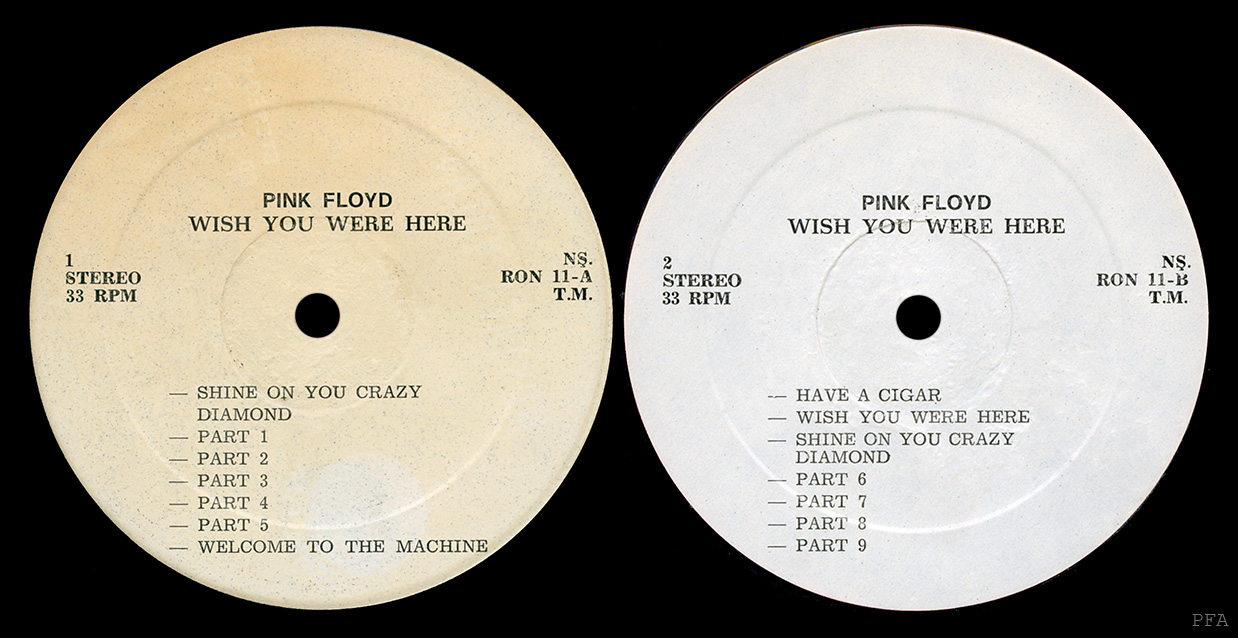 PINK FLOYD
WISH YOU WERE HERE
1
STEREO
33 RPM
NŞ.
RON 11-A
T.M.
— SHINE ON YOU CRAZY
DIAMOND
— PART 1
— PART 2
— PART 3
— PART 4
— PART 5
— WELCOME TO THE MACHINE
PINK FLOYD
WISH YOU WERE HERE
2
STEREO
33 RPM
NŞ.
RON 11-B
T.M.
— HAVE A CIGAR
— WISH YOU WERE HERE
— SHINE ON YOU CRAZY
DIAMOND
— PART 6
— PART 7
— PART 8
— PART 9
PFA